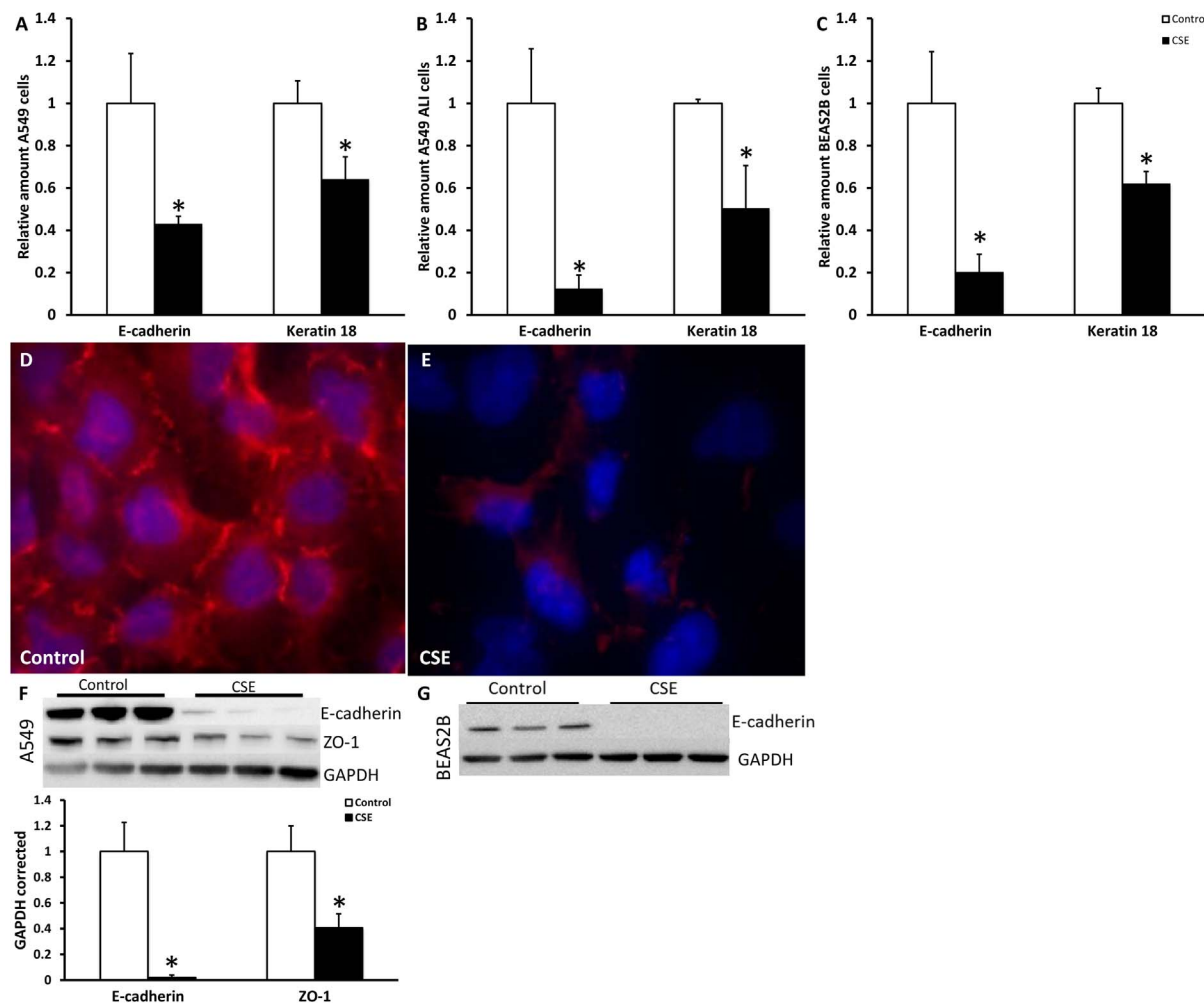 A
1.4
1.2
1
0.8
0.6
0.4
0.2
0
Relative amount A549 cells
*
*
E-cadherin
Keratin 18
B
1.4
1.2
1
0.8
0.6
0.4
0.2
0
Relative amount A549 ALI cells
*
*
E-cadherin
Keratin 18
C
1.4
1.2
1
0.8
0.6
0.4
0.2
0
Relative amount BEAS2B cells
*
*
E-cadherin
Keratin 18
Contro
CSE
D
Control
E
CSE
F
Control
CSE
A549
E-cadherin
ZO-1
GAPDH
G
Control
CSE
BEAS2B
E-cadherin
GAPDH
1.4
1.2
1
0.8
0.6
0.4
0.2
0
GAPDH corrected
Control
CSE
*
*
E-cadherin
ZO-1